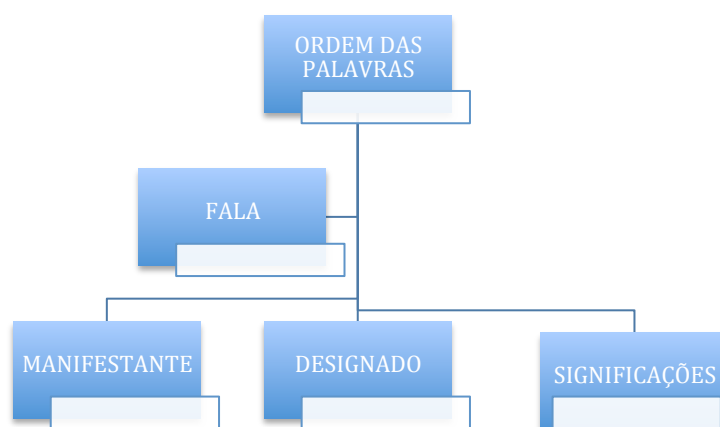 ORDEM DAS
PALAVRAS
FALA
MANIFESTANTE
DESIGNADO
SIGNIFICAÇÕES